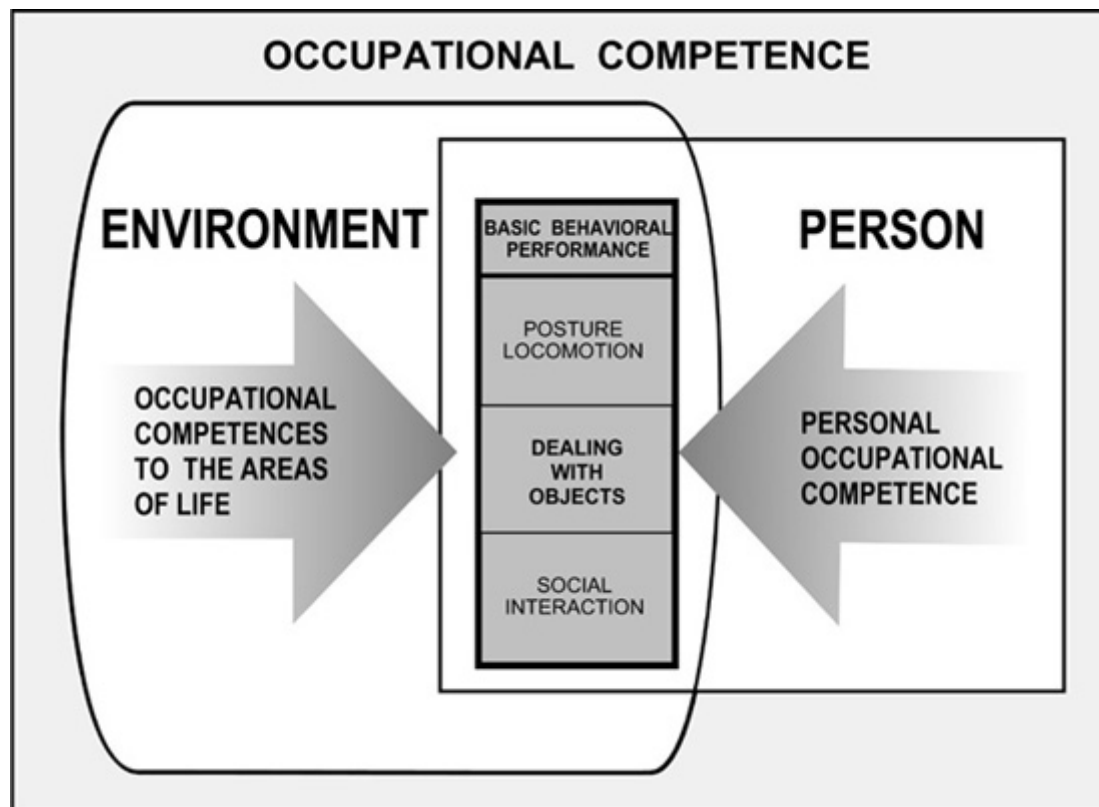 OCCUPATIONAL COMPETENCE
ENVIRONMENT
OCCUPATIONAL
COMPETENCES
TO THE AREAS
OF LIFE
BASIC BEHAVIORAL
PERFORMANCE
POSTURE
LOCOMOTION
DEALING
WITH
OBJECTS
SOCIAL
INTERACTION
PERSON
PERSONAL
OCCUPATIONAL
COMPETENCE